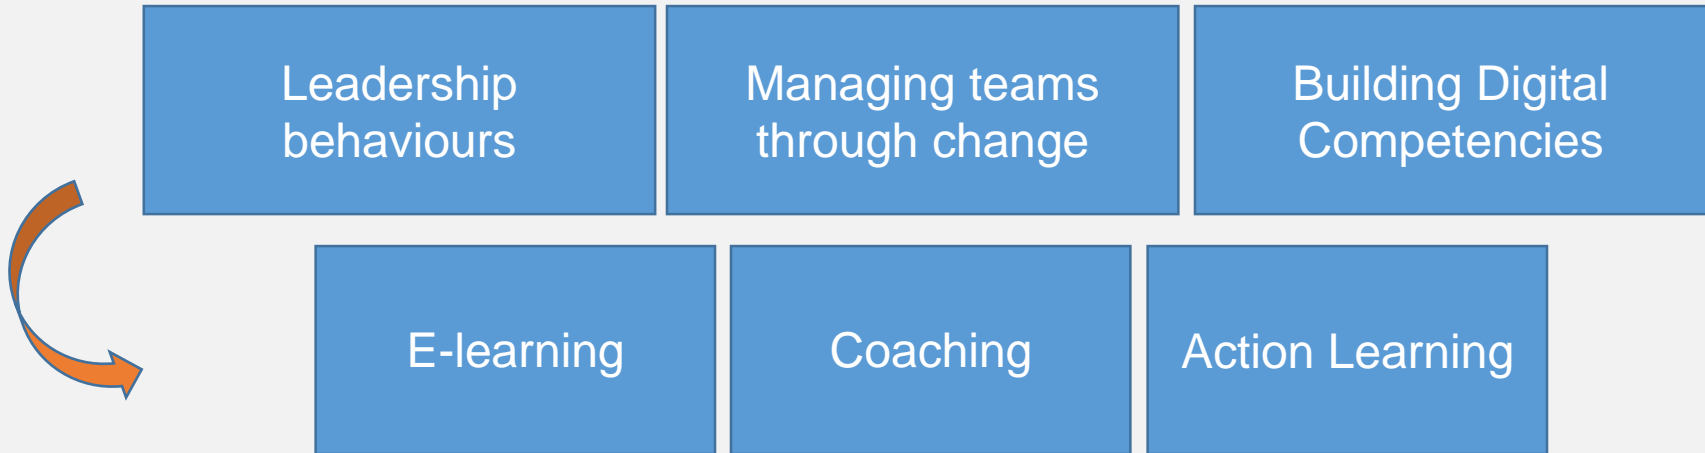 Leadership
behaviours
Managing teams
through change
Building Digital
Competencies
E-learning
Coaching
Action Learning